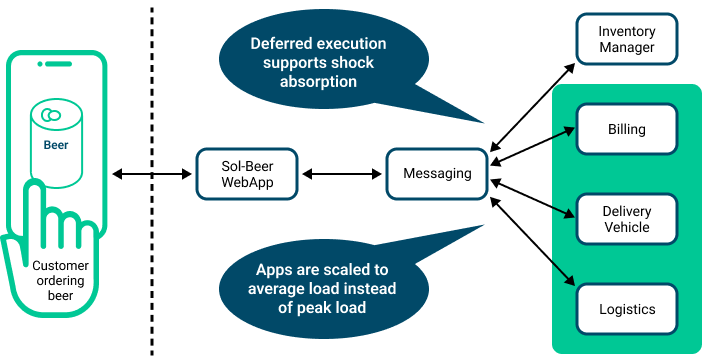 Deferred execution
supports shock
absorption
Inventory
Manager
Beer
Billing
Sol-Beer
WebApp
Messaging
Delivery
Vehicle
Customer
ordering
beer
Apps are scaled to
average load instead
of peak load
Logistics